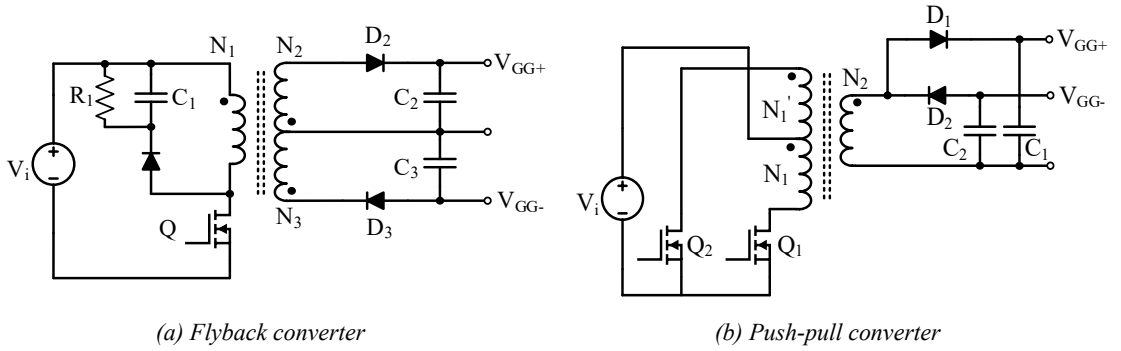 N1
N2
D2
VGG+
R1
C1
C2
Vi
C3
Q
N3
D3
VGG-
(a) Flyback converter
D1
VGG+
N2
N1'
D2
VGG-
C2
C1
N1
Vi
Q2
Q1
(b) Push-pull converter